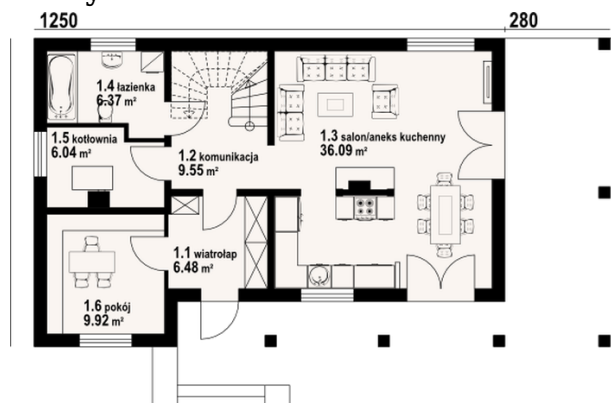 1250
280
1.4 łazienka
6.37 m²
1.5 kotłownia
6.04 m²
1.2 komunikacja
9.55 m²
1.3 salon/aneks kuchenny
36.09 m²
1.1 wiatrołap
6.48 m²
1.6 pokój
9.92 m²